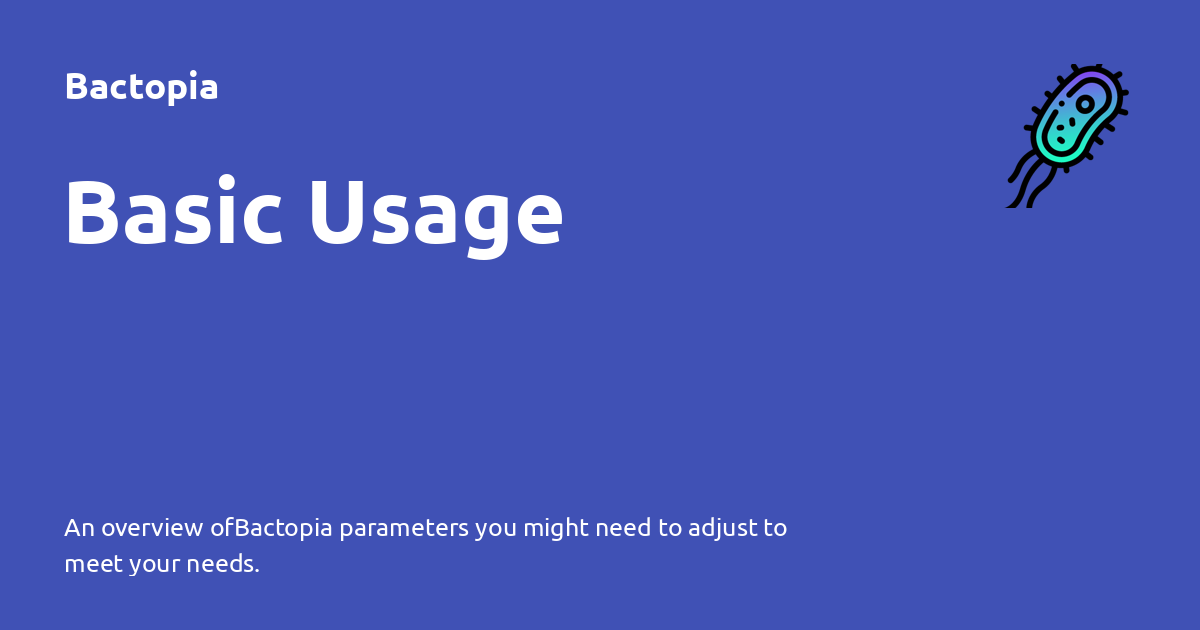 Bactopia
Basic Usage
An overview ofBactopia parameters you might need to adjust to
meet your needs.